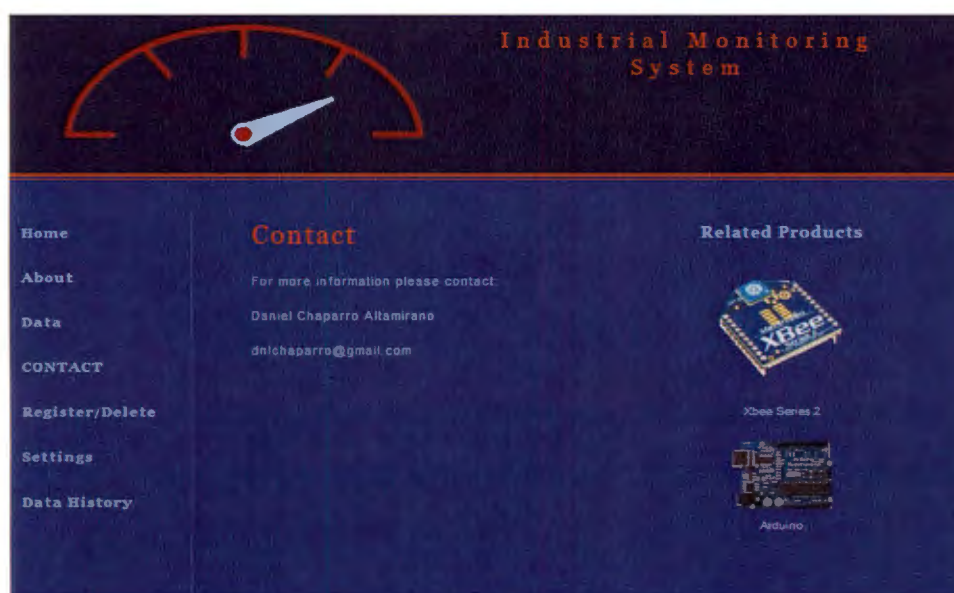 Industrial Monitoring
System
Home
About
Data
CONTACT
Register/Delete
Settings
Data History
Contact
For more information please contact:
Daniel Chaparro Altamirano
dnlchaparro@gmail.com
Related Products
XBee
Xbee Series 2
Arduino